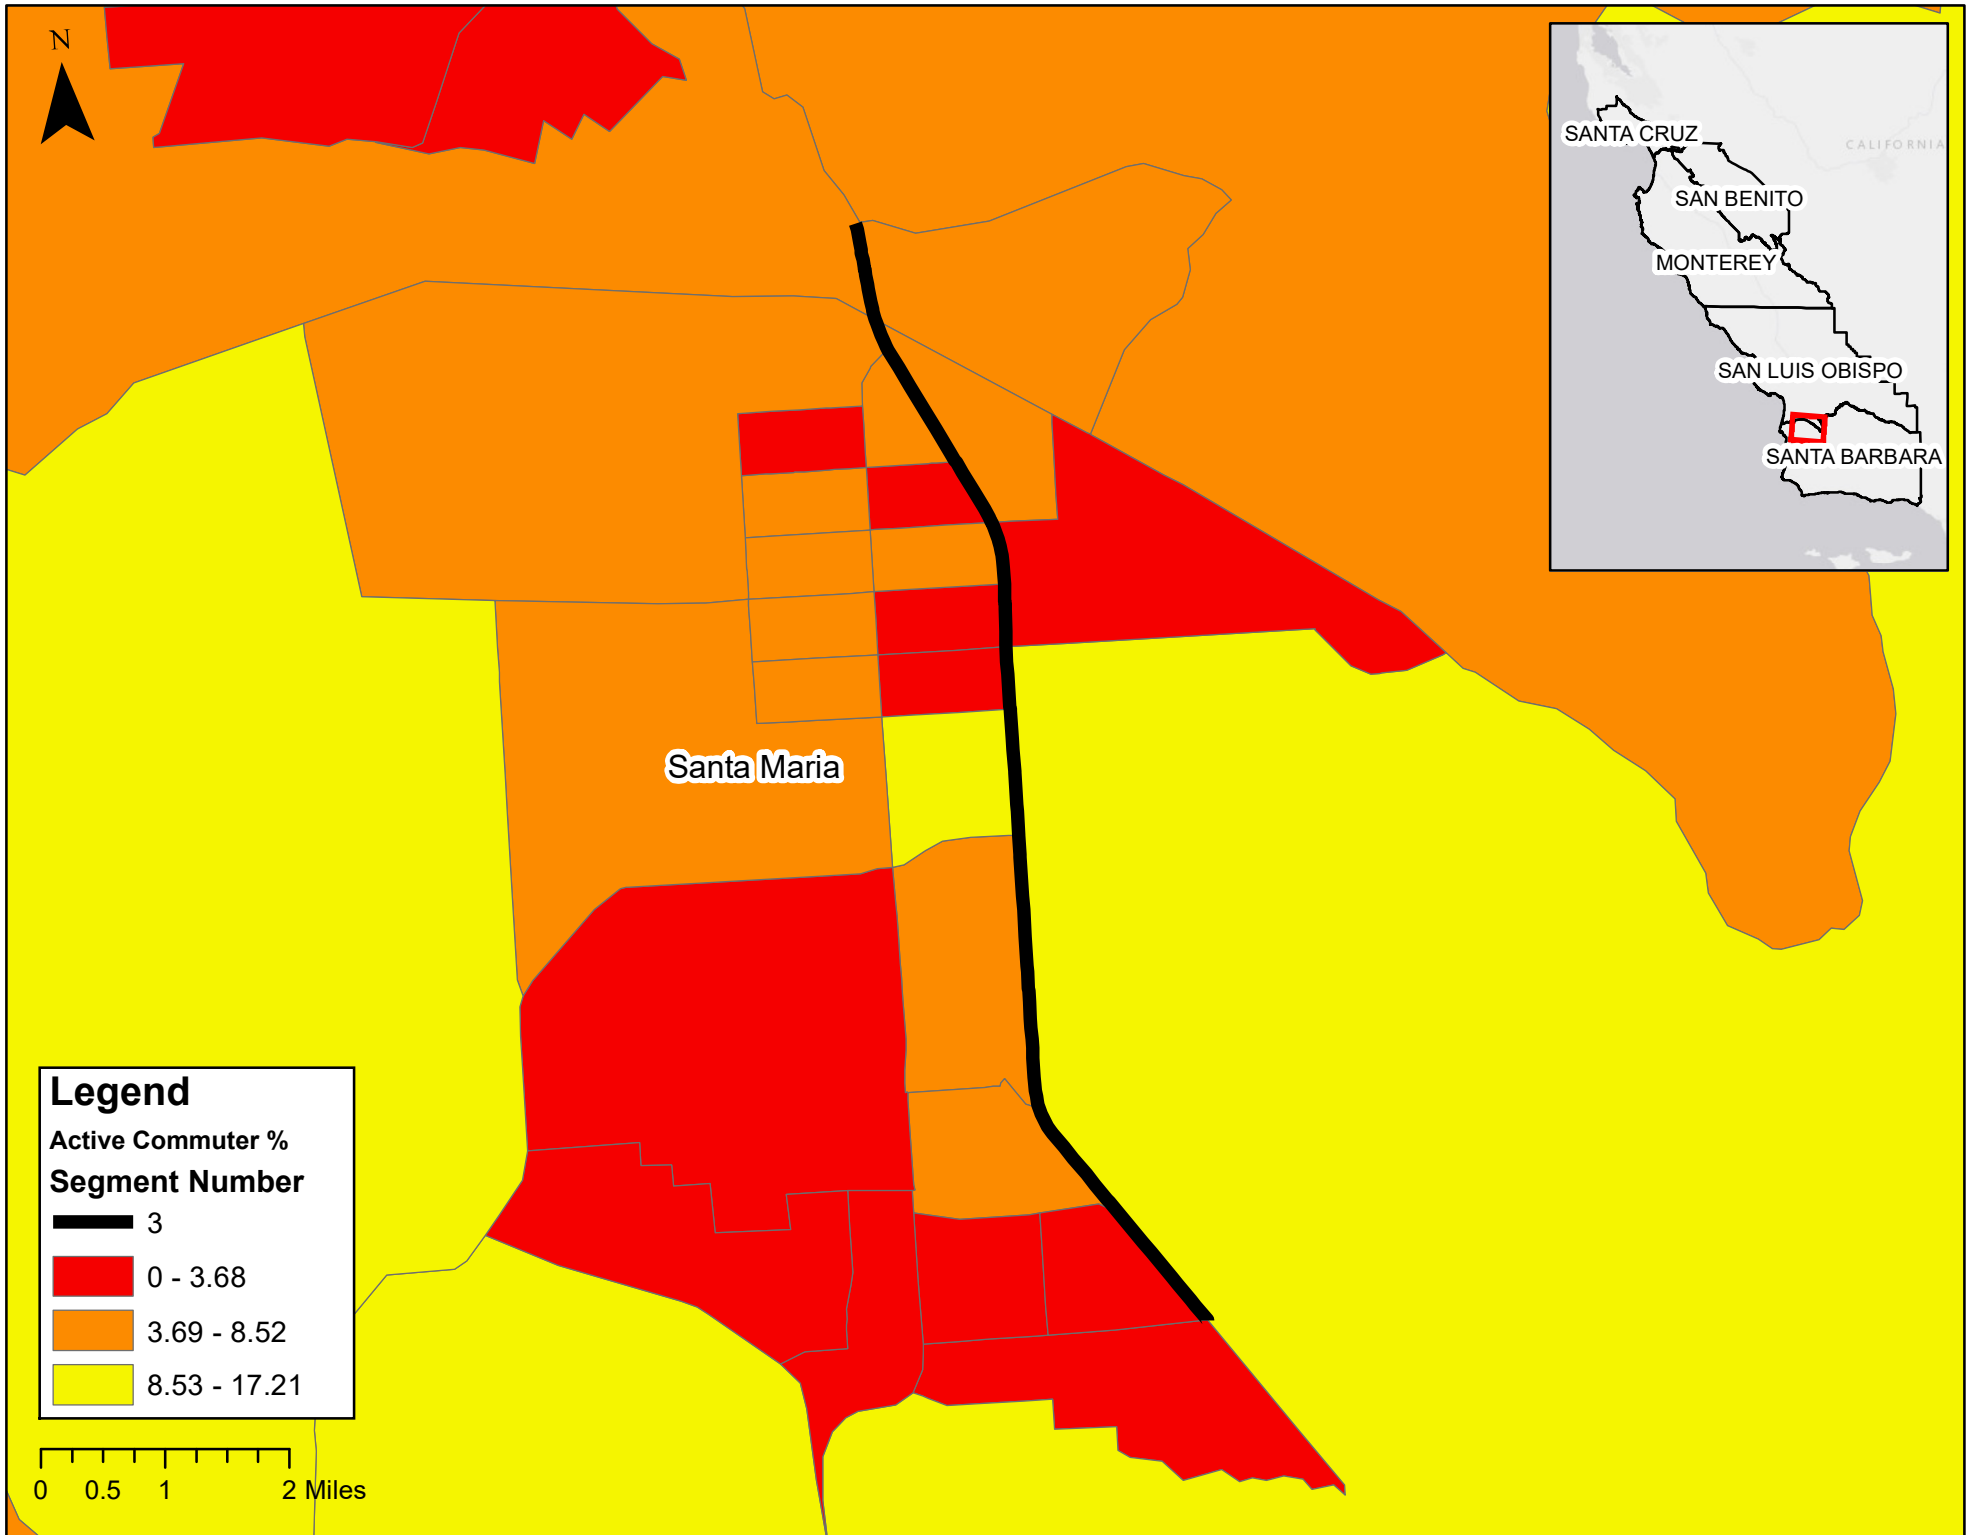 N
SANTA CRUZ
CALIFORNIA
SAN BENITO
MONTEREY
SAN LUIS OBISPO
SANTA BARBARA
Santa Maria
Legend
Active Commuter %
Segment Number
3
0 - 3.68
3.69 - 8.52
8.53 - 17.21
0 0.5 1 2 Miles